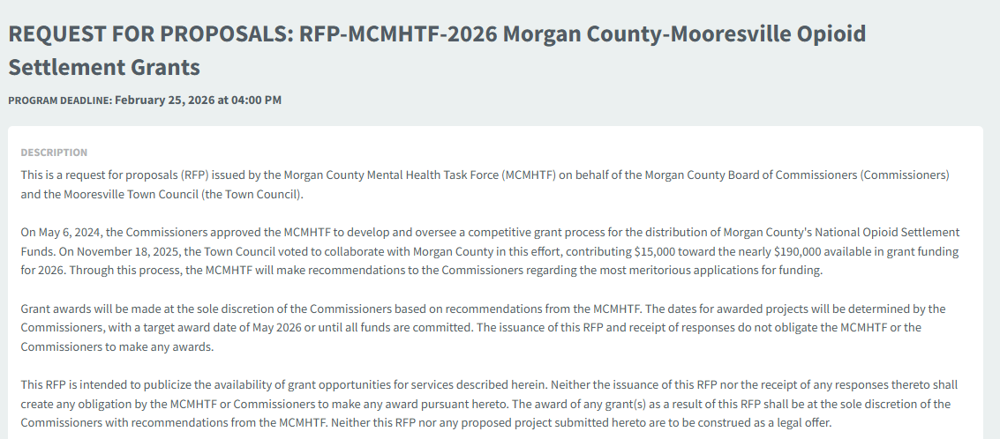 REQUEST FOR PROPOSALS: RFP-MCMHTF-2026 Morgan County-Mooresville Opioid
Settlement Grants
PROGRAM DEADLINE: February 25, 2026 at 04:00 PM
DESCRIPTION
This is a request for proposals (RFP) issued by the Morgan County Mental Health Task Force (MCMHTF) on behalf of the Morgan County Board of Commissioners (Commissioners)
and the Mooresville Town Council (the Town Council).
On May 6, 2024, the Commissioners approved the MCMHTF to develop and oversee a competitive grant process for the distribution of Morgan County's National Opioid Settlement
Funds. On November 18, 2025, the Town Council voted to collaborate with Morgan County in this effort, contributing $15,000 toward the nearly $190,000 available in grant funding
for 2026. Through this process, the MCMHTF will make recommendations to the Commissioners regarding the most meritorious applications for funding.
Grant awards will be made at the sole discretion of the Commissioners based on recommendations from the MCMHTF. The dates for awarded projects will be determined by the
Commissioners, with a target award date of May 2026 or until all funds are committed. The issuance of this RFP and receipt of responses do not obligate the MCMHTF or the
Commissioners to make any awards.
This RFP is intended to publicize the availability of grant opportunities for services described herein. Neither the issuance of this RFP nor the receipt of any responses thereto shall
create any obligation by the MCMHTF or Commissioners to make any award pursuant hereto. The award of any grant(s) as a result of this RFP shall be at the sole discretion of the
Commissioners with recommendations from the MCMHTF. Neither this RFP nor any proposed project submitted hereto are to be construed as a legal offer.